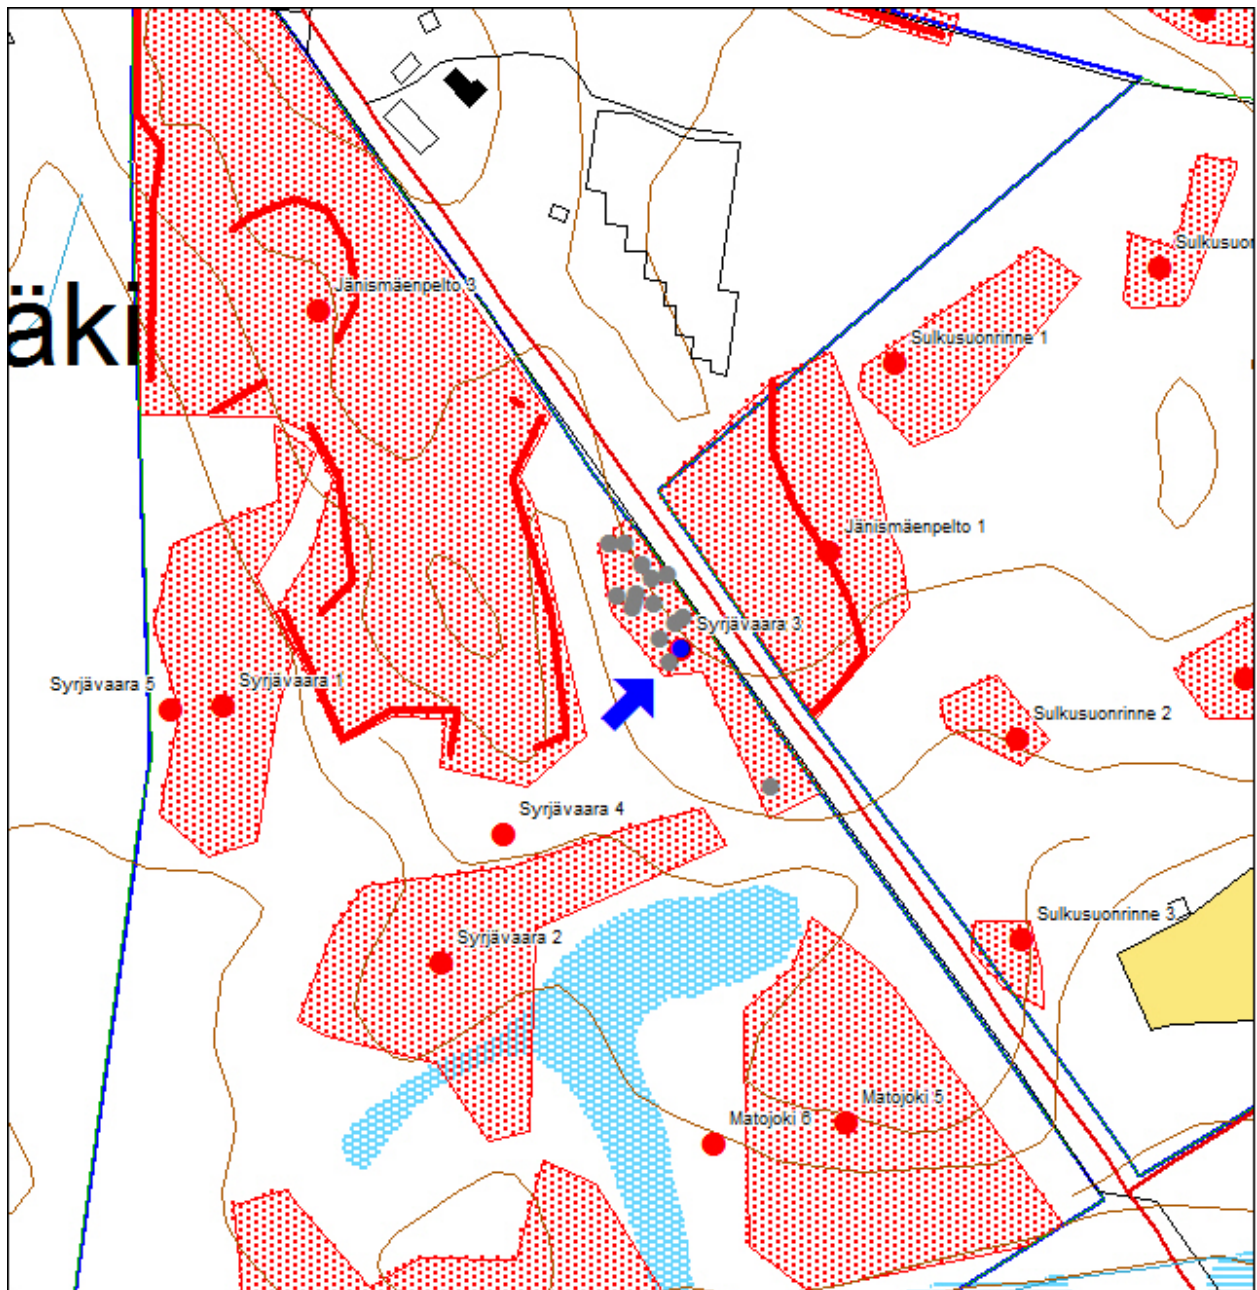 Sulkusuon
Jänismäenpelto 3
äki
Sulkusuonrinne 1
Jänismäenpelto 1
Syrjävaara 3
Syrjävaara 5
Syrjävaara 1
Sulkusuonrinne 2
Syrjävaara 4
Sulkusuonrinne 3
Syrjävaara 2
Matojoki 5
Matojoki 6